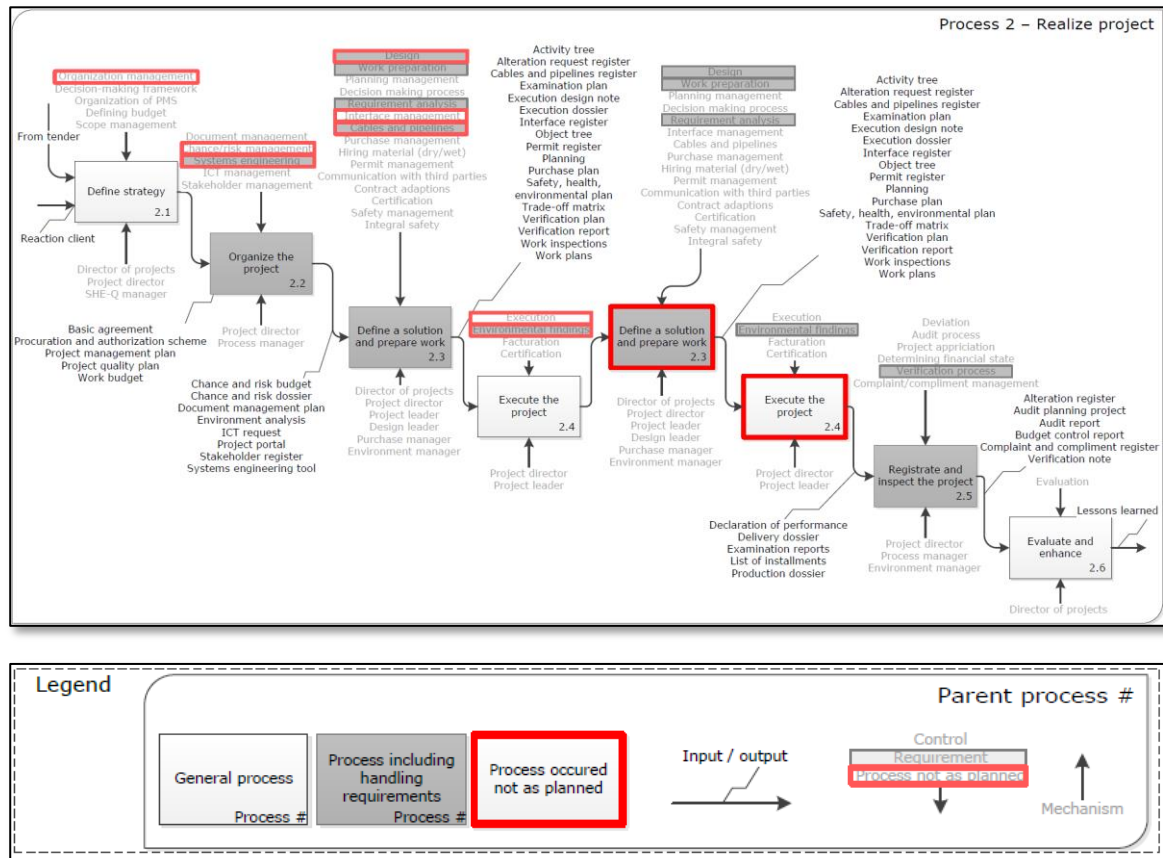 Process 2 – Realize project
Organization management
Decision-making framework
Organization of PMS
Defining budget
Scope management
From tender
Define strategy
2.1
Reaction client
Director of projects
Project director
SHE-Q manager
Document management
Chance/risk management
Systems engineering
ICT management
Stakeholder management
Organize the
project
2.2
Basic agreement
Procuration and authorization scheme
Project management plan
Project quality plan
Work budget
Project director
Process manager
Design
Work preparation
Planning management
Decision making process
Requirement analysis
Interface management
Cables and pipelines
Purchase management
Hiring material (dry/wet)
Permit management
Communication with third parties
Contract adaptions
Certification
Safety management
Integral safety
Define a solution
and prepare work
2.3
Chance and risk budget
Chance and risk dossier
Document management plan
Environment analysis
ICT request
Project portal
Stakeholder register
Systems engineering tool
Director of projects
Project director
Project leader
Design leader
Purchase manager
Environment manager
Activity tree
Alteration request register
Cables and pipelines register
Examination plan
Execution design note
Execution dossier
Interface register
Object tree
Permit register
Planning
Purchase plan
Safety, health,
environmental plan
Trade-off matrix
Verification plan
Verification report
Work inspections
Work plans
Execution
Environmental findings
Facturation
Certification
Execute the
project
2.4
Project director
Project leader
Design
Work preparation
Planning management
Decision making process
Requirement analysis
Interface management
Cables and pipelines
Purchase management
Hiring material (dry/wet)
Permit management
Communication with third parties
Contract adaptions
Certification
Safety management
Integral safety
Define a solution
and prepare work
2.3
Director of projects
Project director
Project leader
Design leader
Purchase manager
Environment manager
Activity tree
Alteration request register
Cables and pipelines register
Examination plan
Execution design note
Execution dossier
Interface register
Object tree
Permit register
Planning
Purchase plan
Safety, health, environmental plan
Trade-off matrix
Verification plan
Verification report
Work inspections
Work plans
Execution
Environmental findings
Facturation
Certification
Execute the
project
2.4
Project director
Project leader
Declaration of performance
Delivery dossier
Examination reports
List of installments
Production dossier
Deviation
Audit process
Project appriciation
Determining financial state
Verification process
Complaint/compliment management
Registrate and
inspect the project
2.5
Project director
Process manager
Environment manager
Alteration register
Audit planning project
Audit report
Budget control report
Complaint and compliment register
Verification note
Evaluation
Lessons learned
Evaluate and
enhance
2.6
Director of projects
Legend
Parent process #
General process
Process #
Process including
handling
requirements
Process #
Process occured
not as planned
Input / output
Control
Requirement
Process not as planned
Mechanism